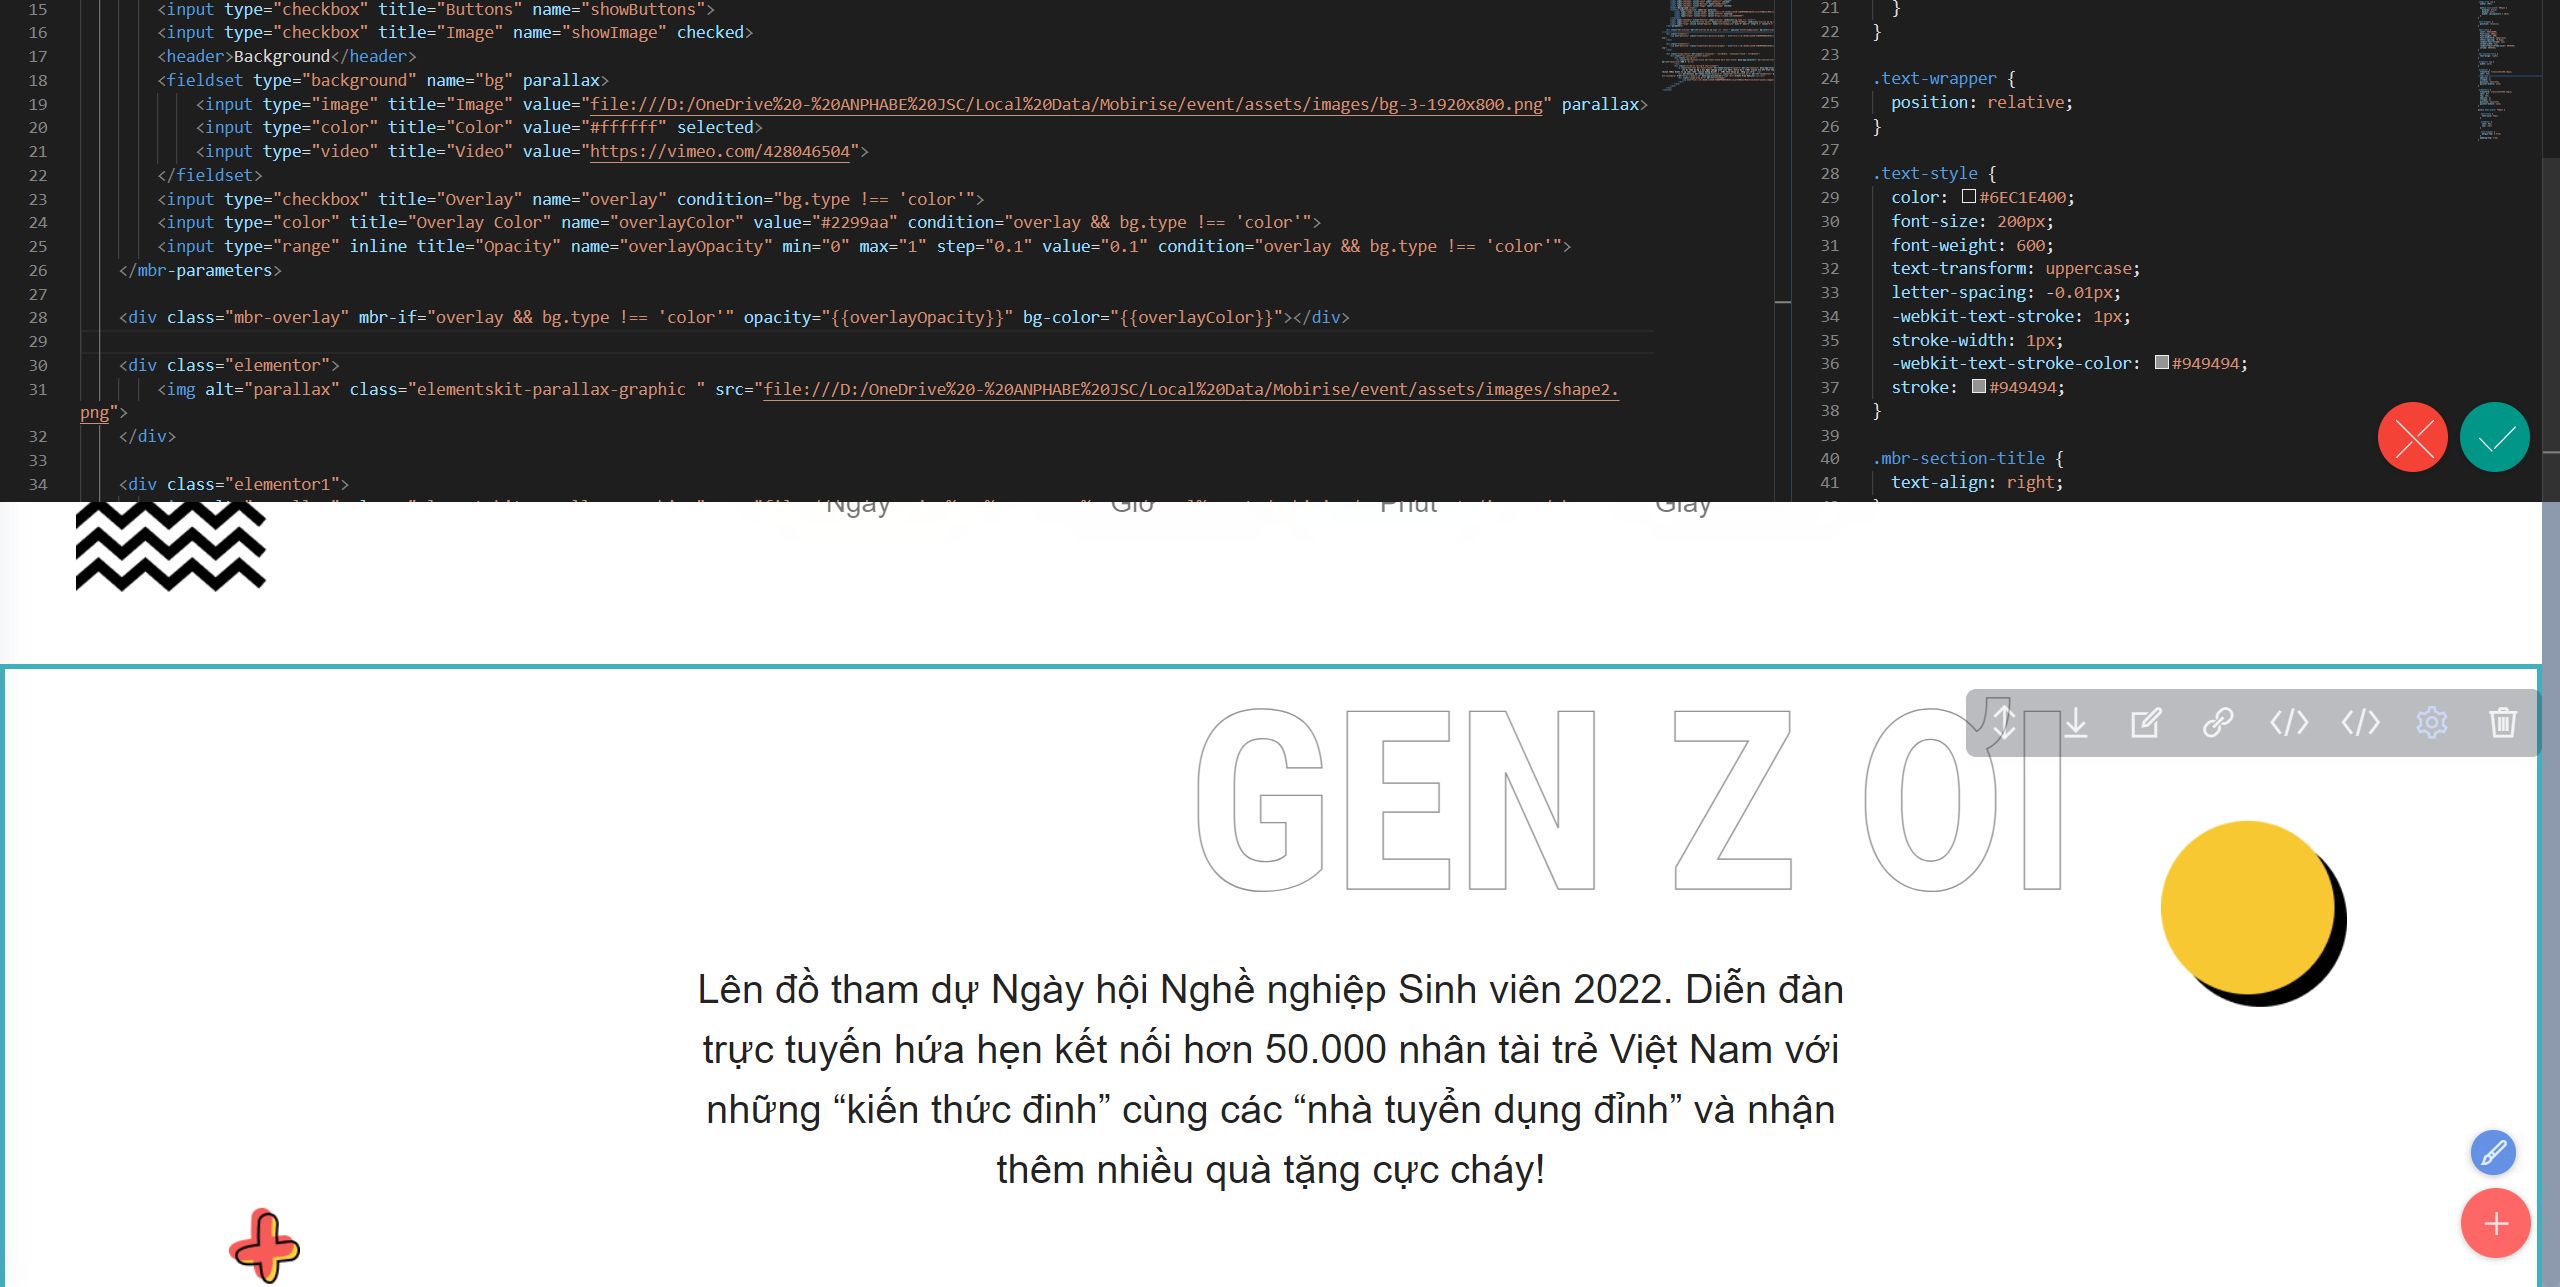 15 <input type="checkbox" title="Buttons" name="showButtons">
16 <input type="checkbox" title="Image" name="showImage" checked>
17 <header>Background</header>
18 <fieldset type="background" name="bg" parallax>
19 <input type="image" title="Image" value="file:///D:/OneDrive%20-%20ANPHABE%20JSC/Local%20Data/Mobirise/event/assets/images/bg-3-1920x800.png" parallax>
20 <input type="color" title="Color" value="#ffffff" selected>
21 <input type="video" title="Video" value="https://vimeo.com/428046504">
22 </fieldset>
23 <input type="checkbox" title="Overlay" name="overlay" condition="bg.type !== 'color'">
24 <input type="color" title="Overlay Color" name="overlayColor" value="#2299aa" condition="overlay && bg.type !== 'color'">
25 <input type="range" inline title="Opacity" name="overlayOpacity" min="0" max="1" step="0.1" value="0.1" condition="overlay && bg.type !== 'color'">
26 </mbr-parameters>
27
28 <div class="mbr-overlay" mbr-if="overlay && bg.type !== 'color'" opacity="{{overlayOpacity}}" bg-color="{{overlayColor}}"></div>
29
30 <div class="elementor">
31 <img alt="parallax" class="elementskit-parallax-graphic " src="file:///D:/OneDrive%20-%20ANPHABE%20JSC/Local%20Data/Mobirise/event/assets/images/shape2.
png">
32 </div>
33
34 <div class="elementor1">
21 }
22 }
23
24 .text-wrapper {
25 position: relative;
26 }
27
28 .text-style {
29 color: #6EC1E400;
30 font-size: 200px;
31 font-weight: 600;
32 text-transform: uppercase;
33 letter-spacing: -0.01px;
34 -webkit-text-stroke: 1px;
35 stroke-width: 1px;
36 -webkit-text-stroke-color: #949494;
37 stroke: #949494;
38 }
39
40 .mbr-section-title {
41 text-align: right;
Ngày Giờ Phút Giây
GEN Z ƠI
Lên đồ tham dự Ngày hội Nghề nghiệp Sinh viên 2022. Diễn đàn
trực tuyến hứa hẹn kết nối hơn 50.000 nhân tài trẻ Việt Nam với
những “kiến thức đinh” cùng các “nhà tuyển dụng đỉnh” và nhận
thêm nhiều quà tặng cực cháy!